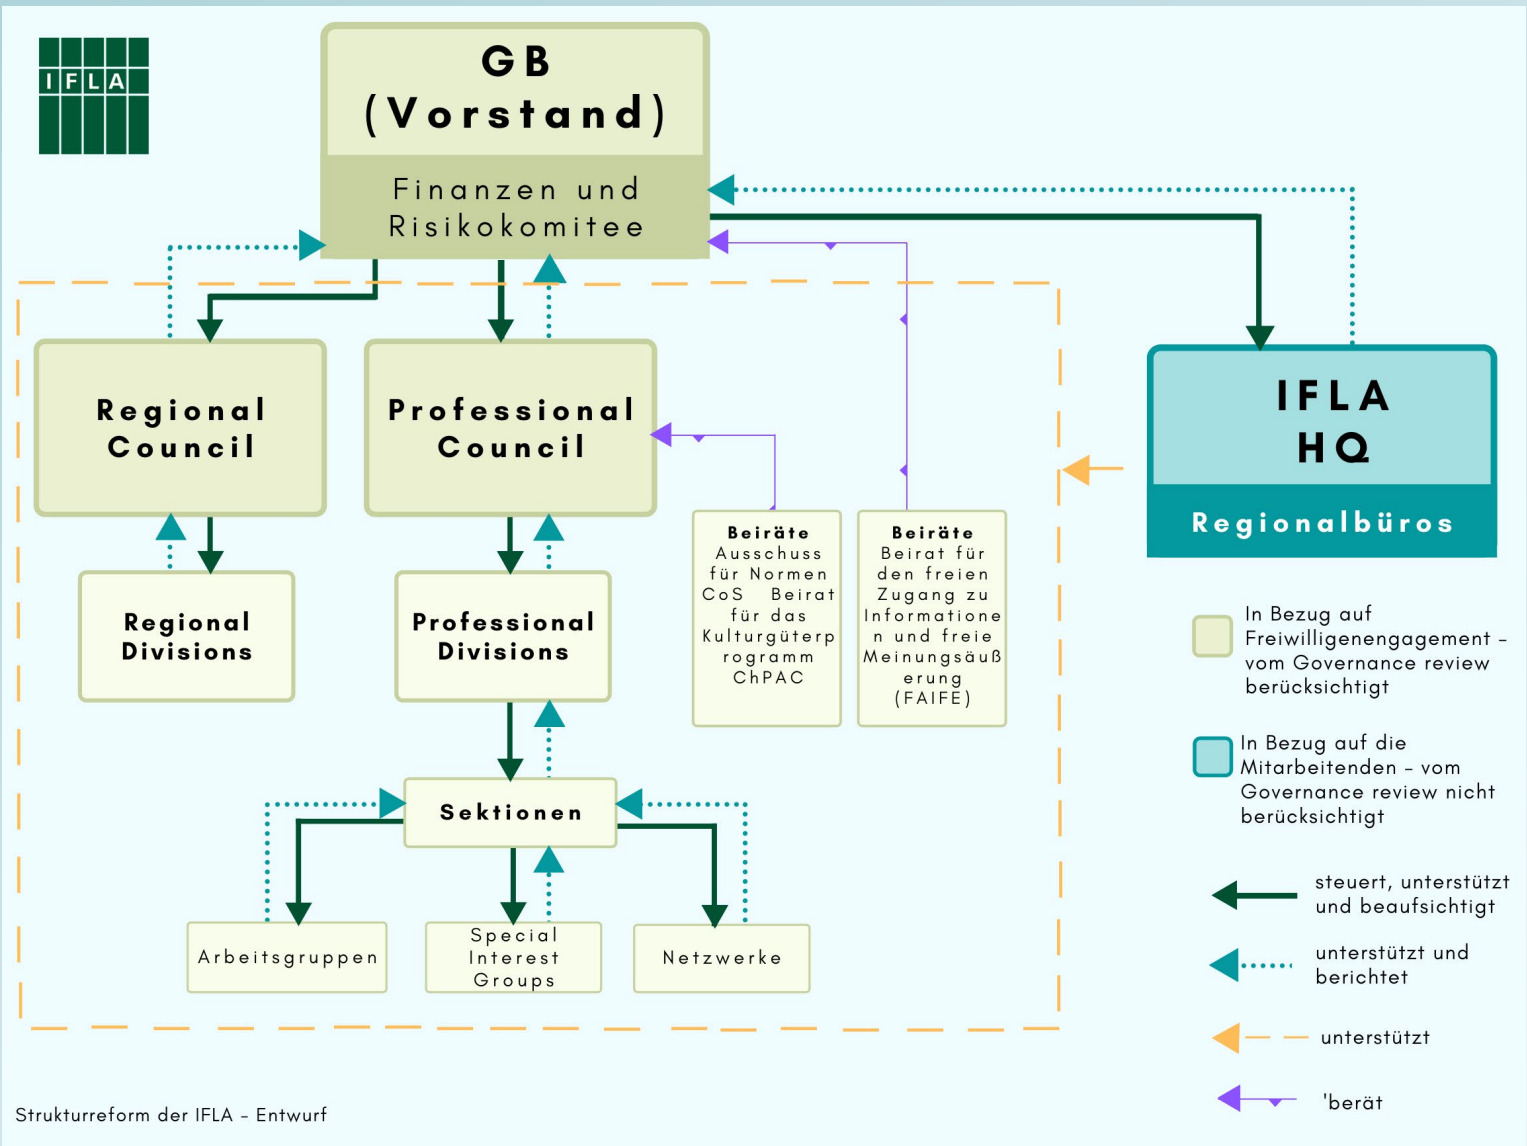 IFLA
GB
(Vorstand)
Finanzen und
Risikokomitee
Regional
Council
Professional
Council
IFLA
HQ
Regionalbüros
Beiräte
Ausschuss
für Normen
CoS Beirat
für das
Kulturgüterp
rogramm
ChPAC
Beiräte
Beirat für
den freien
Zugang zu
Informatione
n und freie
Meinungsäuß
erung
(FAIFE)
Regional
Divisions
Professional
Divisions
Sektionen
Arbeitsgruppen
Special
Interest
Groups
Netzwerke
In Bezug auf
Freiwilligenengagement –
vom Governance review
berücksichtigt
In Bezug auf die
Mitarbeitenden – vom
Governance review nicht
berücksichtigt
steuert, unterstützt
und beaufsichtigt
unterstützt und
berichtet
unterstützt
'berät
Strukturreform der IFLA – Entwurf